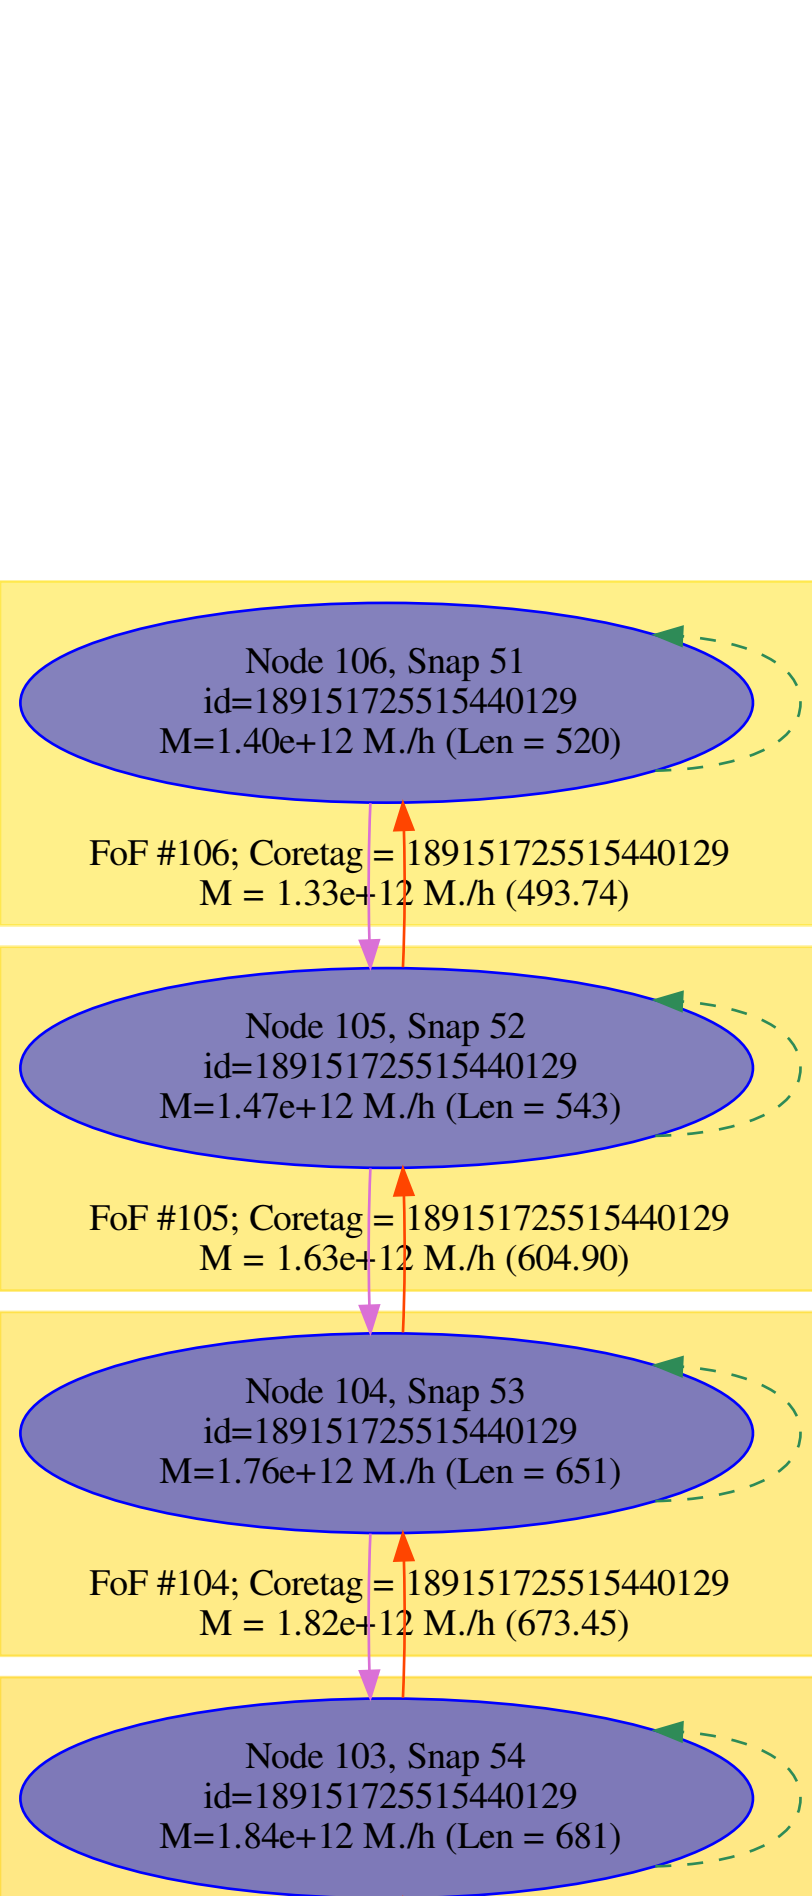 Node 106, Snap 51
id=189151725515440129
M=1.40e+12 M./h (Len = 520)
FoF #106; Coretag = 189151725515440129
M = 1.33e+12 M./h (493.74)
Node 105, Snap 52
id=189151725515440129
M=1.47e+12 M./h (Len = 543)
FoF #105; Coretag = 189151725515440129
M = 1.63e+12 M./h (604.90)
Node 104, Snap 53
id=189151725515440129
M=1.76e+12 M./h (Len = 651)
FoF #104; Coretag = 189151725515440129
M = 1.82e+12 M./h (673.45)
Node 103, Snap 54
id=189151725515440129
M=1.84e+12 M./h (Len = 681)